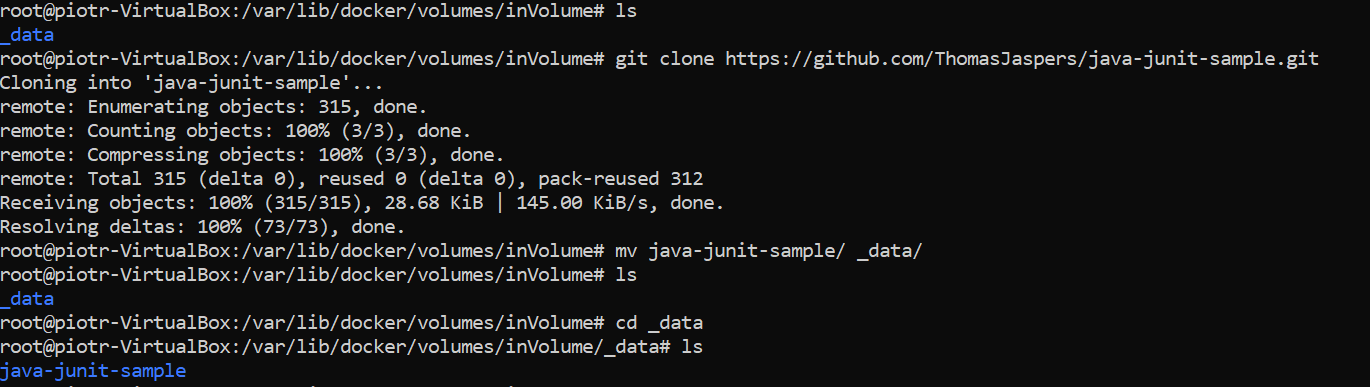 root@piotr-VirtualBox:/var/lib/docker/volumes/inVolume# ls
_data
root@piotr-VirtualBox:/var/lib/docker/volumes/inVolume# git clone https://github.com/ThomasJaspers/java-junit-sample.git
Cloning into 'java-junit-sample'...
remote: Enumerating objects: 315, done.
remote: Counting objects: 100% (3/3), done.
remote: Compressing objects: 100% (3/3), done.
remote: Total 315 (delta 0), reused 0 (delta 0), pack-reused 312
Receiving objects: 100% (315/315), 28.68 KiB | 145.00 KiB/s, done.
Resolving deltas: 100% (73/73), done.
root@piotr-VirtualBox:/var/lib/docker/volumes/inVolume# mv java-junit-sample/ _data/
root@piotr-VirtualBox:/var/lib/docker/volumes/inVolume# ls
_data
root@piotr-VirtualBox:/var/lib/docker/volumes/inVolume# cd _data
root@piotr-VirtualBox:/var/lib/docker/volumes/inVolume/_data# ls
java-junit-sample